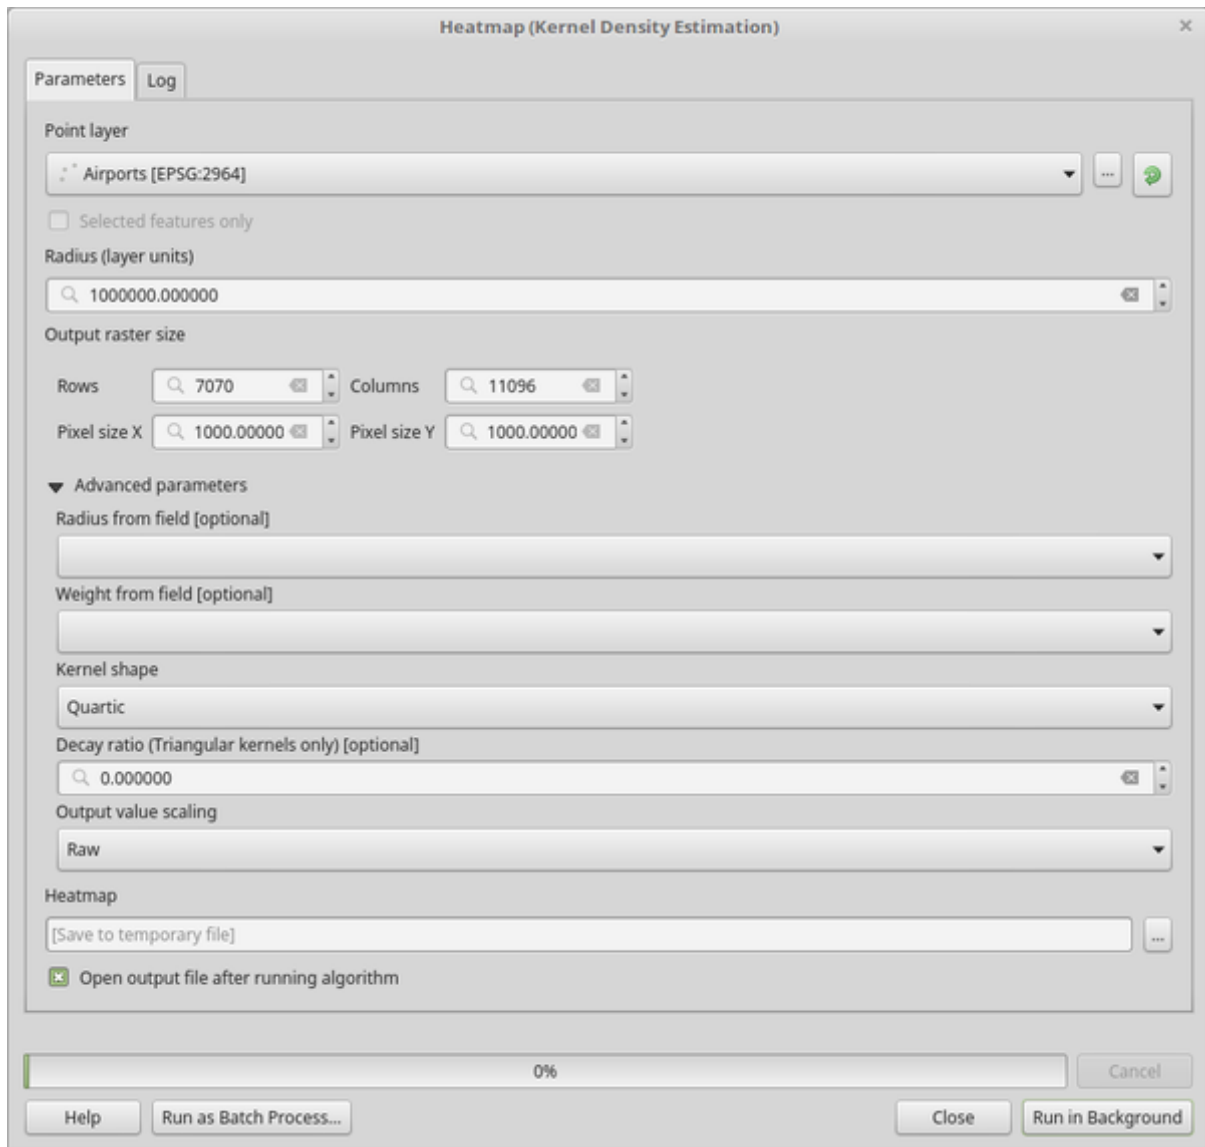 Heatmap (Kernel Density Estimation)
Parameters Log
Point layer
Airports [EPSG:2964] ...
Selected features only
Radius (layer units)
1000000.000000
Output raster size
Rows 7070 Columns 11096
Pixel size X 1000.00000 Pixel size Y 1000.00000
Advanced parameters
Radius from field [optional]
Weight from field [optional]
Kernel shape
Quartic
Decay ratio (Triangular kernels only) [optional]
0.000000
Output value scaling
Raw
Heatmap
[Save to temporary file] ...
Open output file after running algorithm
0% Cancel
Help Run as Batch Process... Close Run in Background